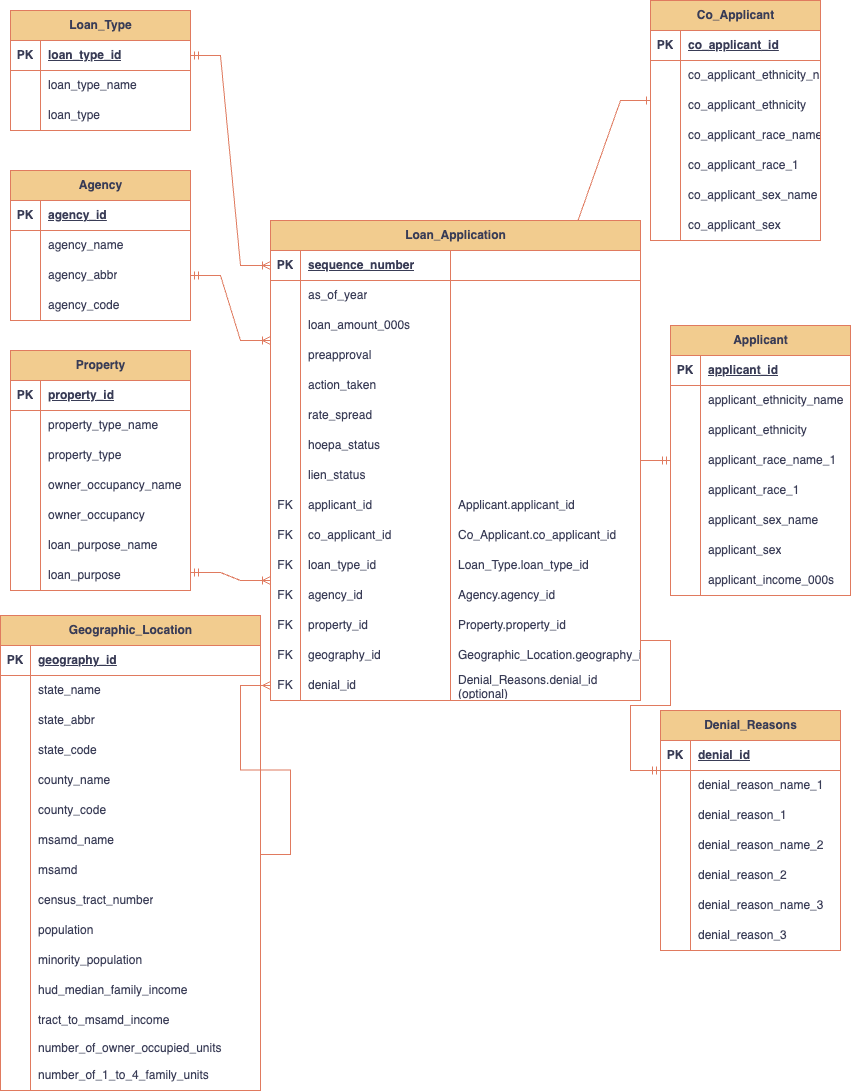 Loan_Type
PK loan_type_id
loan_type_name
loan_type
Agency
PK agency_id
agency_name
agency_abbr
agency_code
Property
PK property_id
property_type_name
property_type
owner_occupancy_name
owner_occupancy
loan_purpose_name
loan_purpose
Geographic_Location
PK geography_id
state_name
state_abbr
state_code
county_name
county_code
msamd_name
msamd
census_tract_number
population
minority_population
hud_median_family_income
tract_to_msamd_income
number_of_owner_occupied_units
number_of_1_to_4_family_units
Loan_Application
PK sequence_number
as_of_year
loan_amount_000s
preapproval
action_taken
rate_spread
hoepa_status
lien_status
FK applicant_id Applicant.applicant_id
FK co_applicant_id Co_Applicant.co_applicant_id
FK loan_type_id Loan_Type.loan_type_id
FK agency_id Agency.agency_id
FK property_id Property.property_id
FK geography_id Geographic_Location.geography_i
FK denial_id Denial_Reasons.denial_id
(optional)
Co_Applicant
PK co_applicant_id
co_applicant_ethnicity_n
co_applicant_ethnicity
co_applicant_race_name
co_applicant_race_1
co_applicant_sex_name
co_applicant_sex
Applicant
PK applicant_id
applicant_ethnicity_name
applicant_ethnicity
applicant_race_name_1
applicant_race_1
applicant_sex_name
applicant_sex
applicant_income_000s
Denial_Reasons
PK denial_id
denial_reason_name_1
denial_reason_1
denial_reason_name_2
denial_reason_2
denial_reason_name_3
denial_reason_3